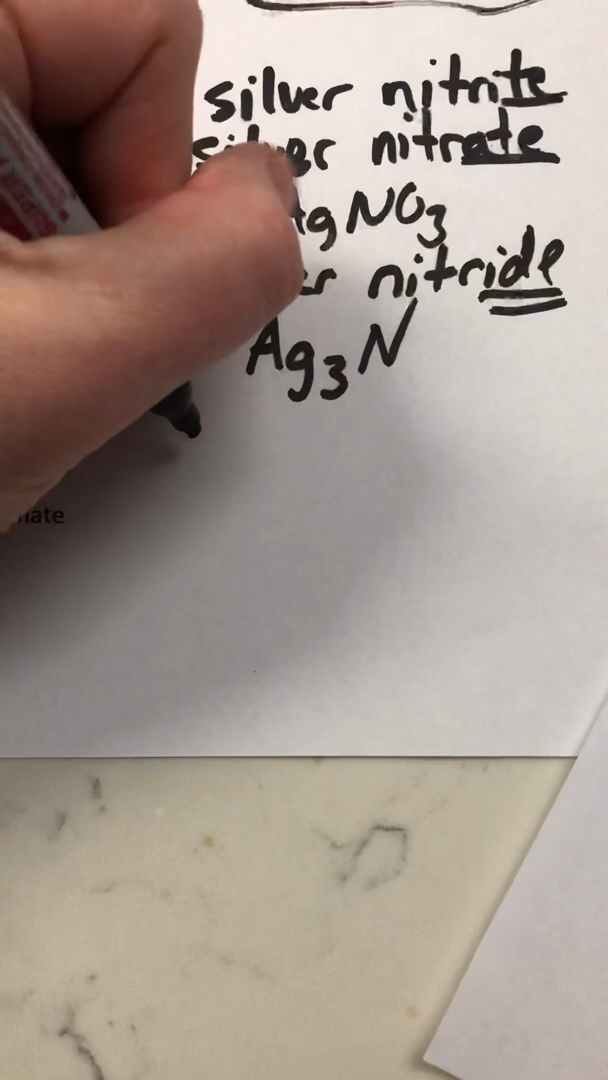 silver nitrite
silver nitrate
AgNO3
nitride
Ag3N